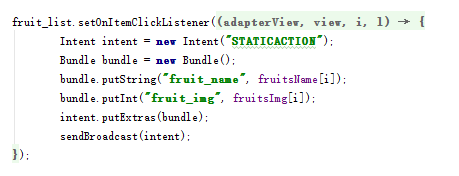 fruit_list.setOnItemClickListener((adapterView, view, i, l) → {
Intent intent = new Intent("STATICACTION");
Bundle bundle = new Bundle();
bundle.putString("fruit_name", fruitsName[i]);
bundle.putInt("fruit_img", fruitsImg[i]);
intent.putExtras(bundle);
sendBroadcast(intent);
});